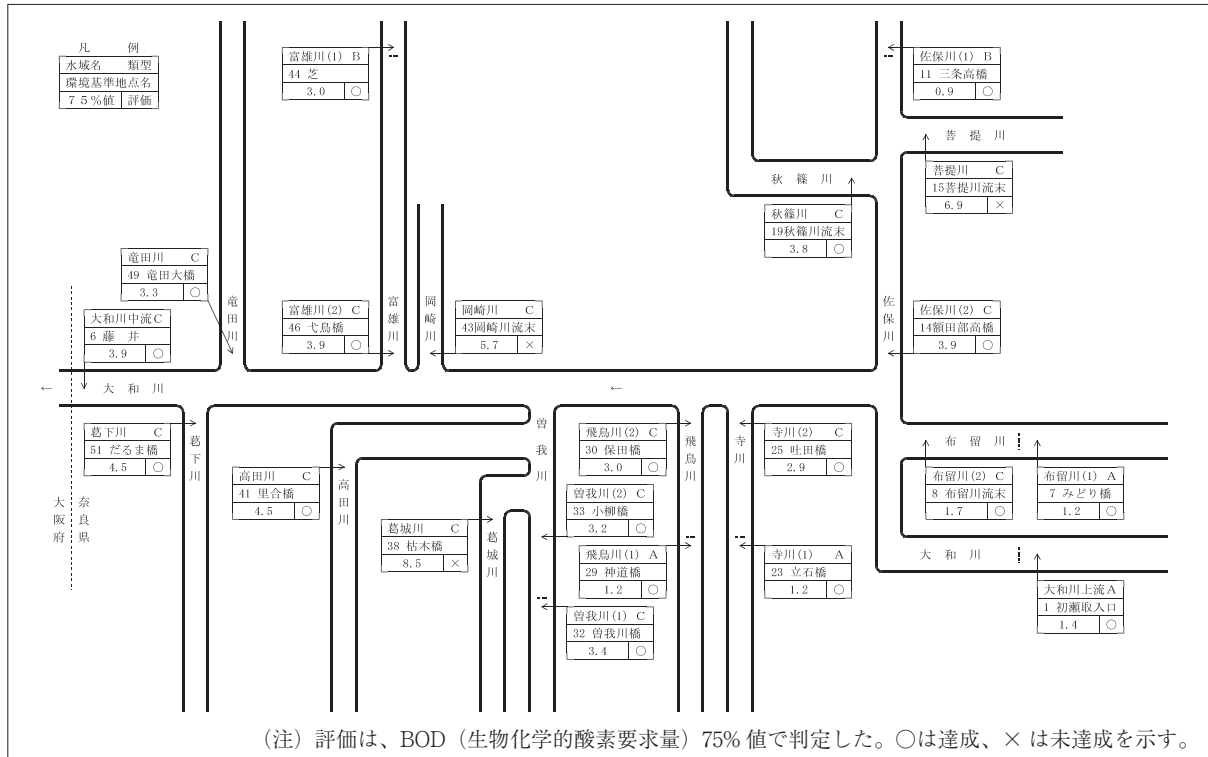 凡 例
水域名 類型
環境基準地点名
75%値 評価
富雄川(1) B
44 芝
3.0 ○
佐保川(1) B
11 三条高橋
0.9 ○
菩提川
菩提川 C
15菩提川流末
6.9 ×
秋篠川
秋篠川 C
19秋篠川流末
3.8 ○
竜田川 C
49 竜田大橋
3.3 ○
竜田川
大和川中流C
6 藤 井
3.9 ○
富雄川(2) C
46 弋鳥橋
3.9 ○
富雄川
岡崎川
岡崎川 C
43岡崎川流末
5.7 ×
佐保川
佐保川(2) C
14額田部高橋
3.9 ○
← 大和川 ←
葛下川 C
51 だるま橋
4.5 ○
葛下川
高田川 C
41 里合橋
4.5 ○
高田川
曽我川
飛鳥川(2) C
30 保田橋
3.0 ○
飛鳥川
寺川
寺川(2) C
25 吐田橋
2.9 ○
布留川
布留川(2) C
8 布留川流末
1.7 ○
布留川(1) A
7 みどり橋
1.2 ○
大阪府
奈良県
葛城川 C
38 枯木橋
8.5 ×
葛城川
曽我川(2) C
33 小柳橋
3.2 ○
飛鳥川(1) A
29 神道橋
1.2 ○
寺川(1) A
23 立石橋
1.2 ○
大和川
曽我川(1) C
32 曽我川橋
3.4 ○
大和川上流A
1 初瀬取入口
1.4 ○
(注)評価は、BOD(生物化学的酸素要求量)75%値で判定した。○は達成、×は未達成を示す。